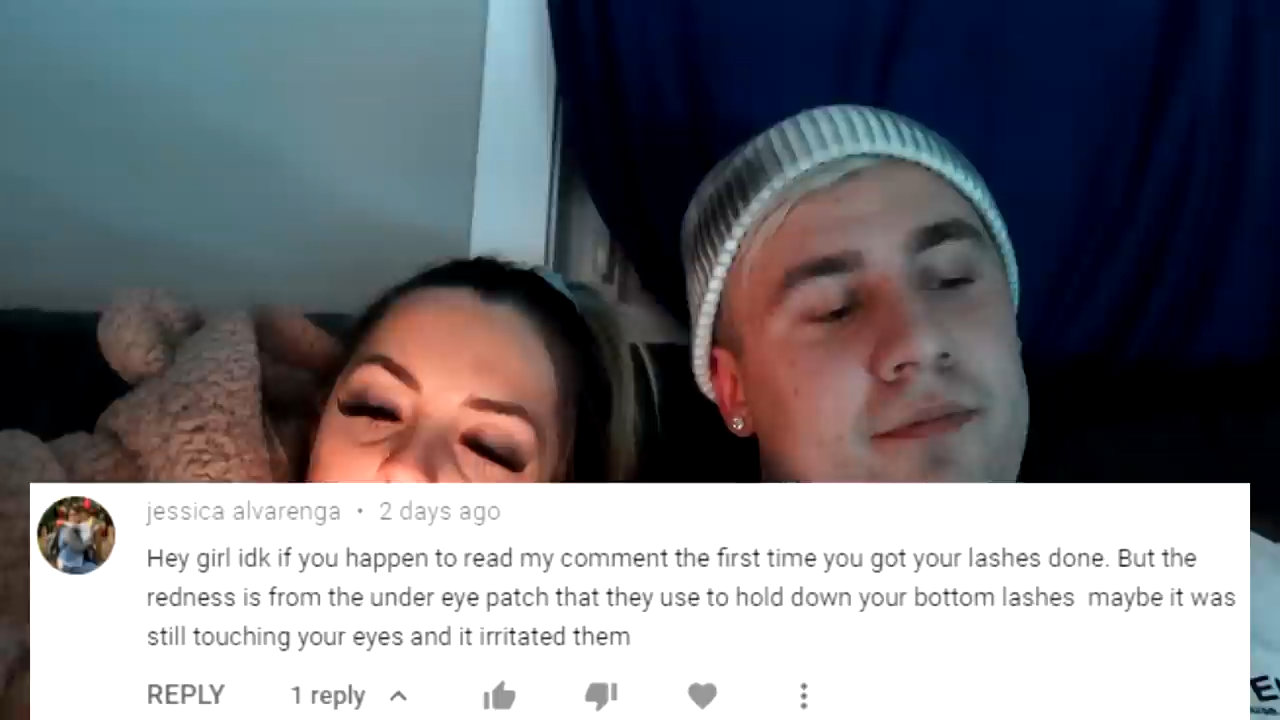 jessica alvarenga • 2 days ago
Hey girl idk if you happen to read my comment the first time you got your lashes done. But the
redness is from the under eye patch that they use to hold down your bottom lashes  maybe it was
still touching your eyes and it irritated them
REPLY 1 reply